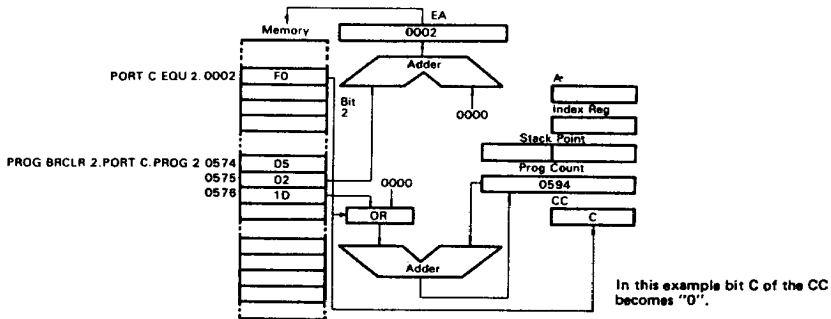 EA
Memory
0002
Adder
PORT C EQU 2. 0002
F0
A
Bit
2
0000
Index Reg
Stack Point
PROG BRCLR 2.PORT C.PROG 2 0574
05
Prog Count
0575
02
0594
0576
1D
0000
CC
OR
C
Adder
In this example bit C of the CC
becomes "0".